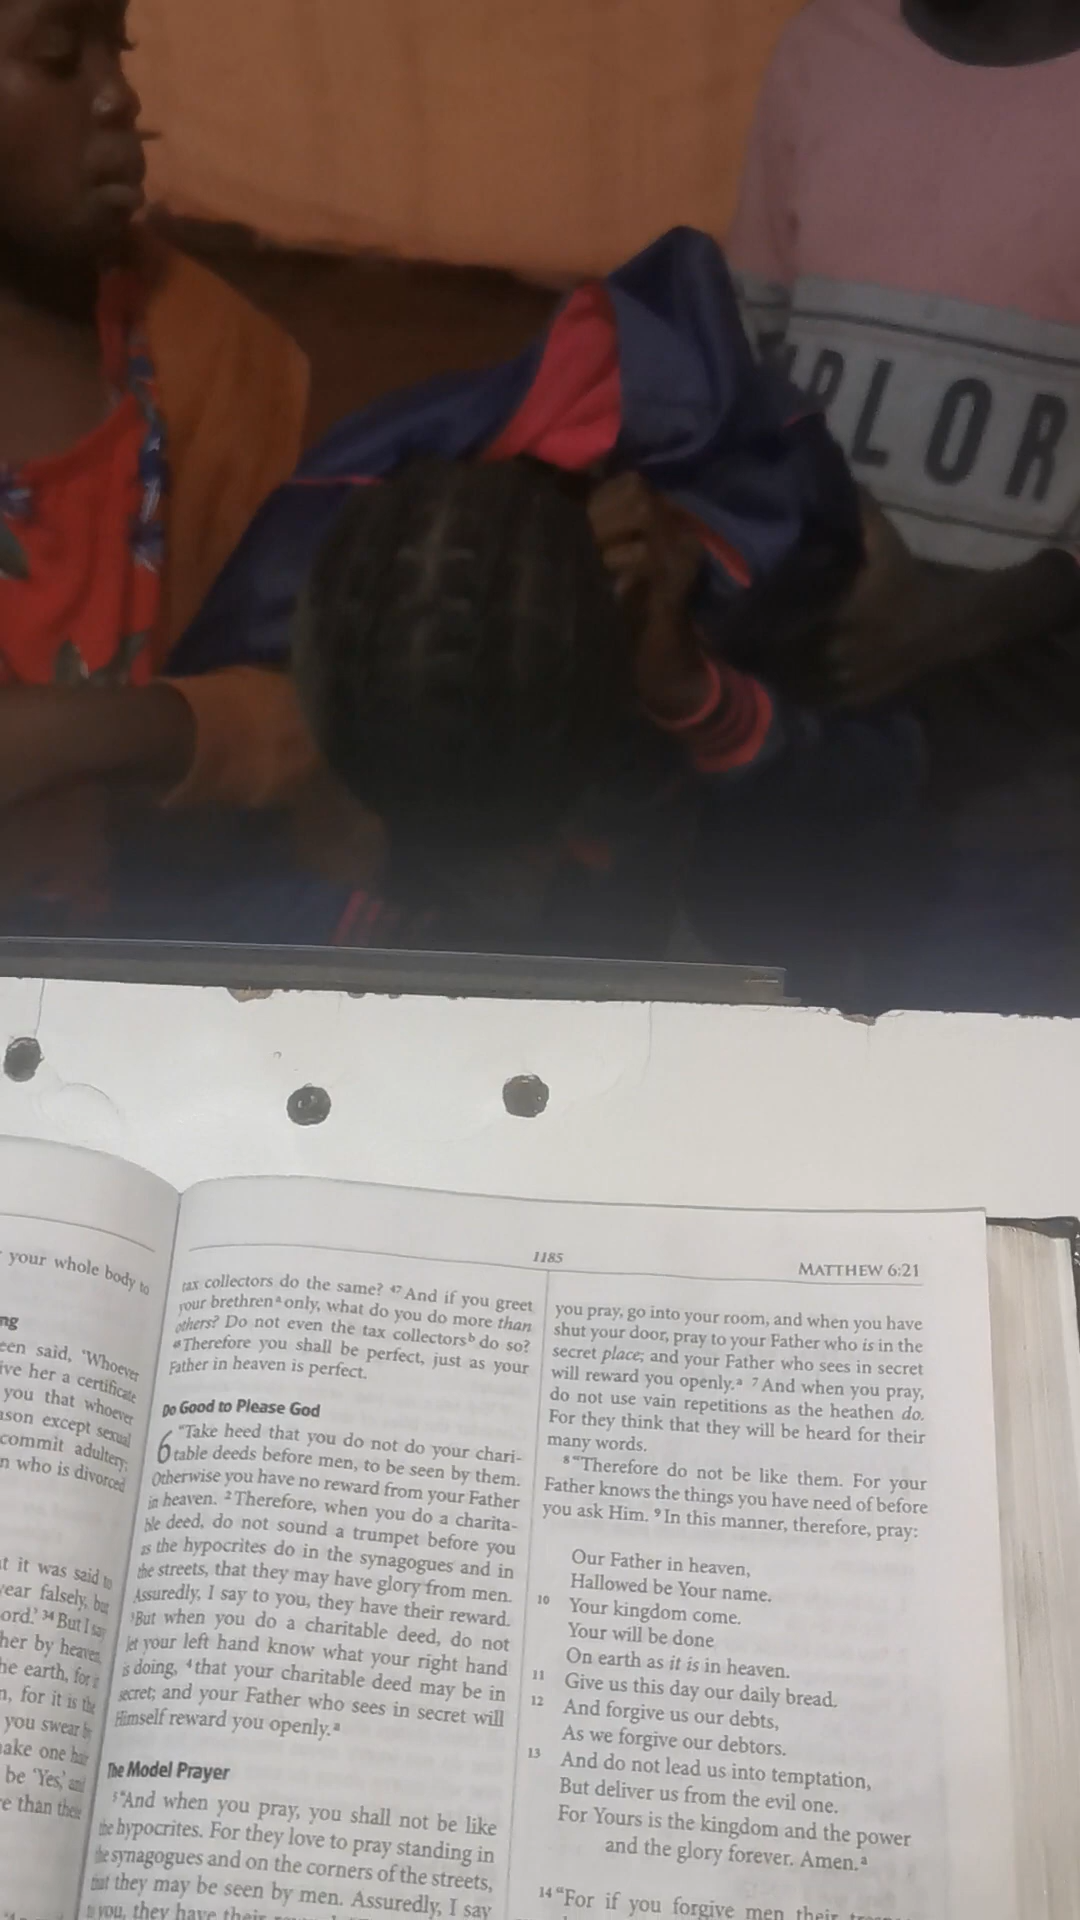 PLOR
1185
MATTHEW 6:21
your whole body to
ng
een said, ‘Whoever
ive her a certificate
you that whoever
ason except sexual
commit adultery;
n who is divorced
t it was said to
ear falsely, but
ord.’ 34 But I say
her by heaven,
he earth, for it
n, for it is the
you swear by
ake one hair
be ‘Yes,’ and
e than these
tax collectors do the same? 47 And if you greet
your brethren a only, what do you do more than
others? Do not even the tax collectors b do so?
48 Therefore you shall be perfect, just as your
Father in heaven is perfect.
Do Good to Please God
6 “Take heed that you do not do your chari-
table deeds before men, to be seen by them.
Otherwise you have no reward from your Father
in heaven. 2 Therefore, when you do a charita-
ble deed, do not sound a trumpet before you
as the hypocrites do in the synagogues and in
the streets, that they may have glory from men.
Assuredly, I say to you, they have their reward.
3 But when you do a charitable deed, do not
let your left hand know what your right hand
is doing, 4 that your charitable deed may be in
secret; and your Father who sees in secret will
Himself reward you openly. a
The Model Prayer
5 “And when you pray, you shall not be like
the hypocrites. For they love to pray standing in
the synagogues and on the corners of the streets,
that they may be seen by men. Assuredly, I say
to you, they have their
you pray, go into your room, and when you have
shut your door, pray to your Father who is in the
secret place; and your Father who sees in secret
will reward you openly. a 7 And when you pray,
do not use vain repetitions as the heathen do.
For they think that they will be heard for their
many words.
8 “Therefore do not be like them. For your
Father knows the things you have need of before
you ask Him. 9 In this manner, therefore, pray:
Our Father in heaven,
Hallowed be Your name.
10 Your kingdom come.
Your will be done
On earth as it is in heaven.
11 Give us this day our daily bread.
12 And forgive us our debts,
As we forgive our debtors.
13 And do not lead us into temptation,
But deliver us from the evil one.
For Yours is the kingdom and the power
and the glory forever. Amen. a
14 “For if you forgive men their